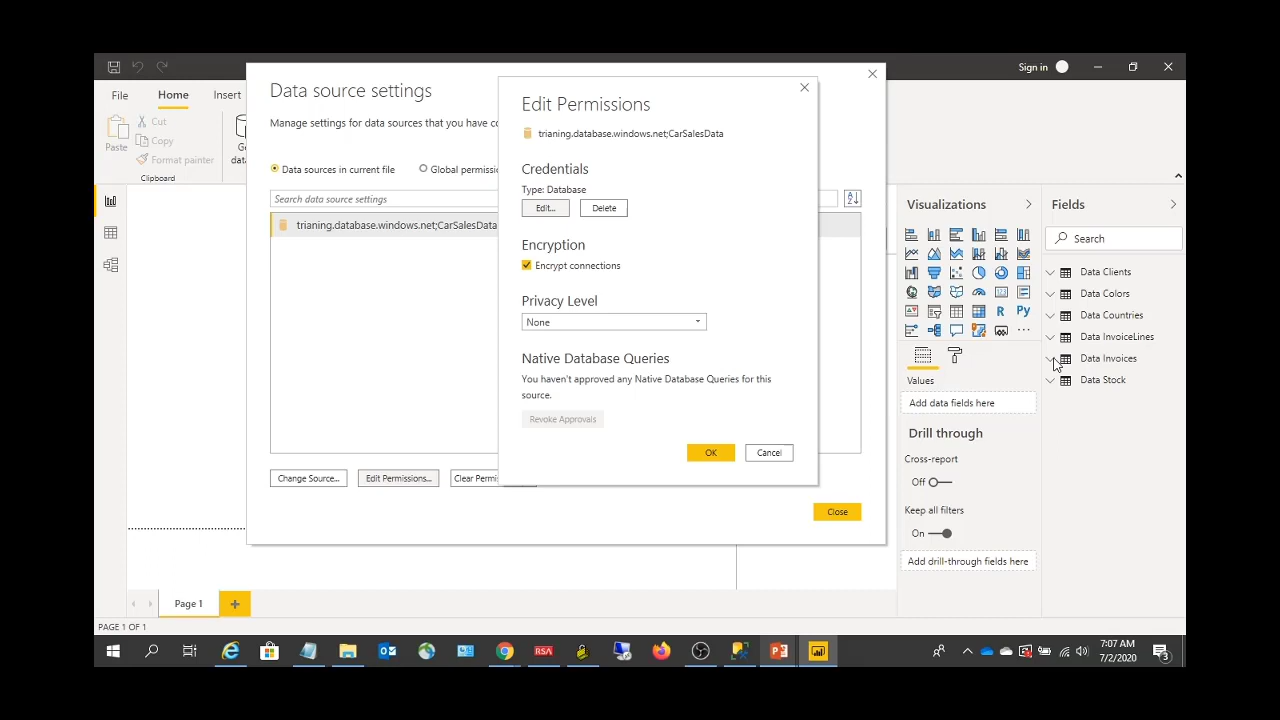 Sign in
File
Home
Insert
Paste
Cut
Copy
Format painter
Clipboard
Data source settings
Manage settings for data sources that you have
Data sources in current file
Global
Search data source settings
trianing.database.windows.net;CarSalesData
Change Source...
Edit Permissions...
Clear
Close
Edit Permissions
trianing.database.windows.net;CarSalesData
Credentials
Type: Database
Edit...
Delete
Encryption
Encrypt connections
Privacy Level
None
Native Database Queries
You haven't approved any Native Database Queries for this
source.
Revoke Approvals
OK
Cancel
Visualizations
R
Py
Values
Add data fields here
Drill through
Cross-report
Off
Keep all filters
On
Add drill-through fields here
Fields
Search
Data Clients
Data Colors
Data Countries
Data InvoiceLines
Data Invoices
Data Stock
Page 1
PAGE 1 OF 1
RSA
7:07 AM
7/2/2020
3